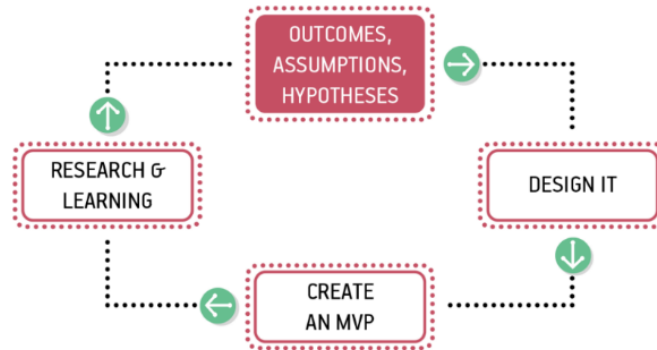 OUTCOMES,
ASSUMPTIONS,
HYPOTHESES
RESEARCH &
LEARNING
DESIGN IT
CREATE
AN MVP